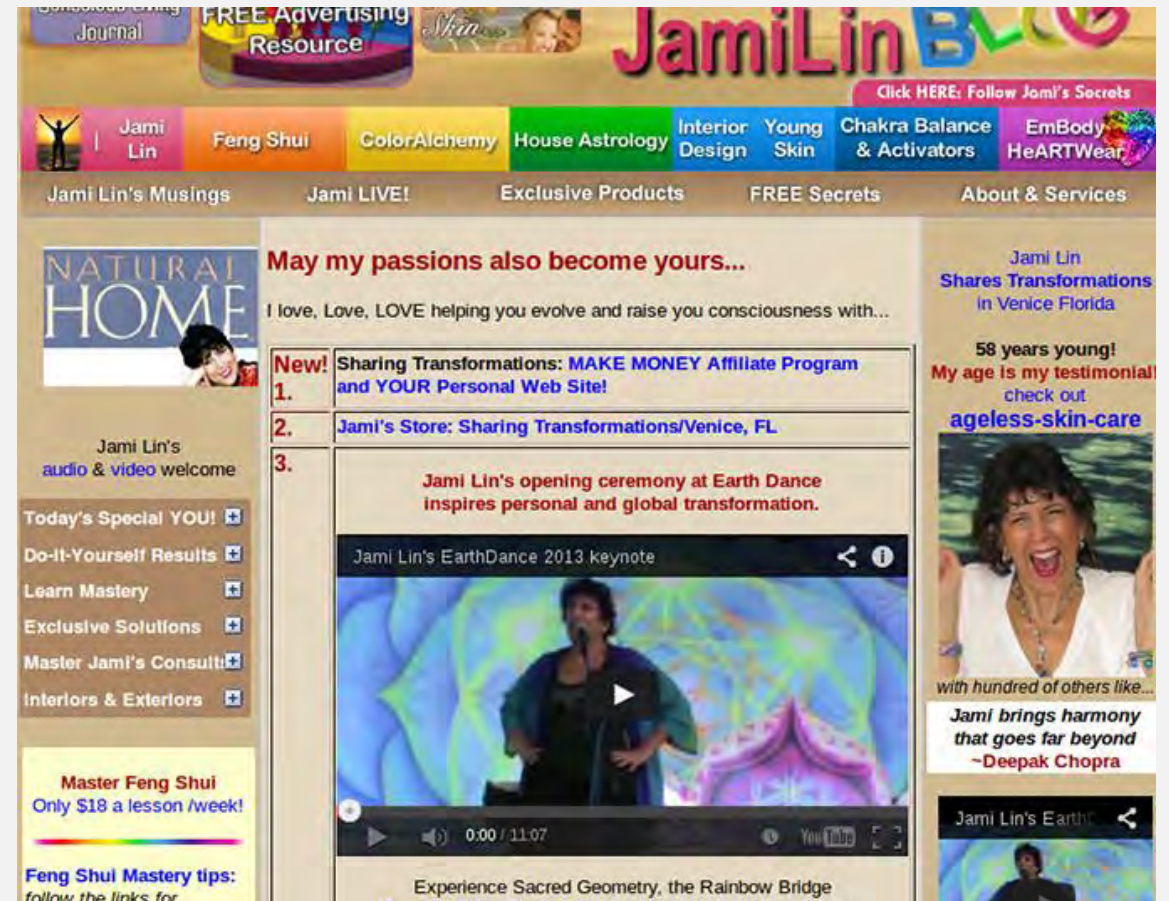 Conscious Living
Journal
FREE Advertising
Resource
Skin
JamiLin BLOG
Click HERE: Follow Jami's Secrets
Jami
Lin
Feng Shui
ColorAlchemy
House Astrology
Interior
Design
Young
Skin
Chakra Balance
& Activators
EmBody
HeARTWear
Jami Lin's Musings
Jami LIVE!
Exclusive Products
FREE Secrets
About & Services
NATURAL
HOME
Jami Lin's
audio & video welcome
Today's Special YOU!
Do-It-Yourself Results
Learn Mastery
Exclusive Solutions
Master Jami's Consult
Interiors & Exteriors
Master Feng Shui
Only $18 a lesson /week!
Feng Shui Mastery tips:
follow the links for
May my passions also become yours...
I love, Love, LOVE helping you evolve and raise you consciousness with...
New!
1.
Sharing Transformations: MAKE MONEY Affiliate Program
and YOUR Personal Web Site!
2.
Jami's Store: Sharing Transformations/Venice, FL
3.
Jami Lin's opening ceremony at Earth Dance
inspires personal and global transformation.
Jami Lin's EarthDance 2013 keynote
0:00 / 11:07
YouTube
Experience Sacred Geometry, the Rainbow Bridge
Jami Lin
Shares Transformations
in Venice Florida
58 years young!
My age is my testimonial!
check out
ageless-skin-care
with hundred of others like...
Jami brings harmony
that goes far beyond
~Deepak Chopra
Jami Lin's Earth